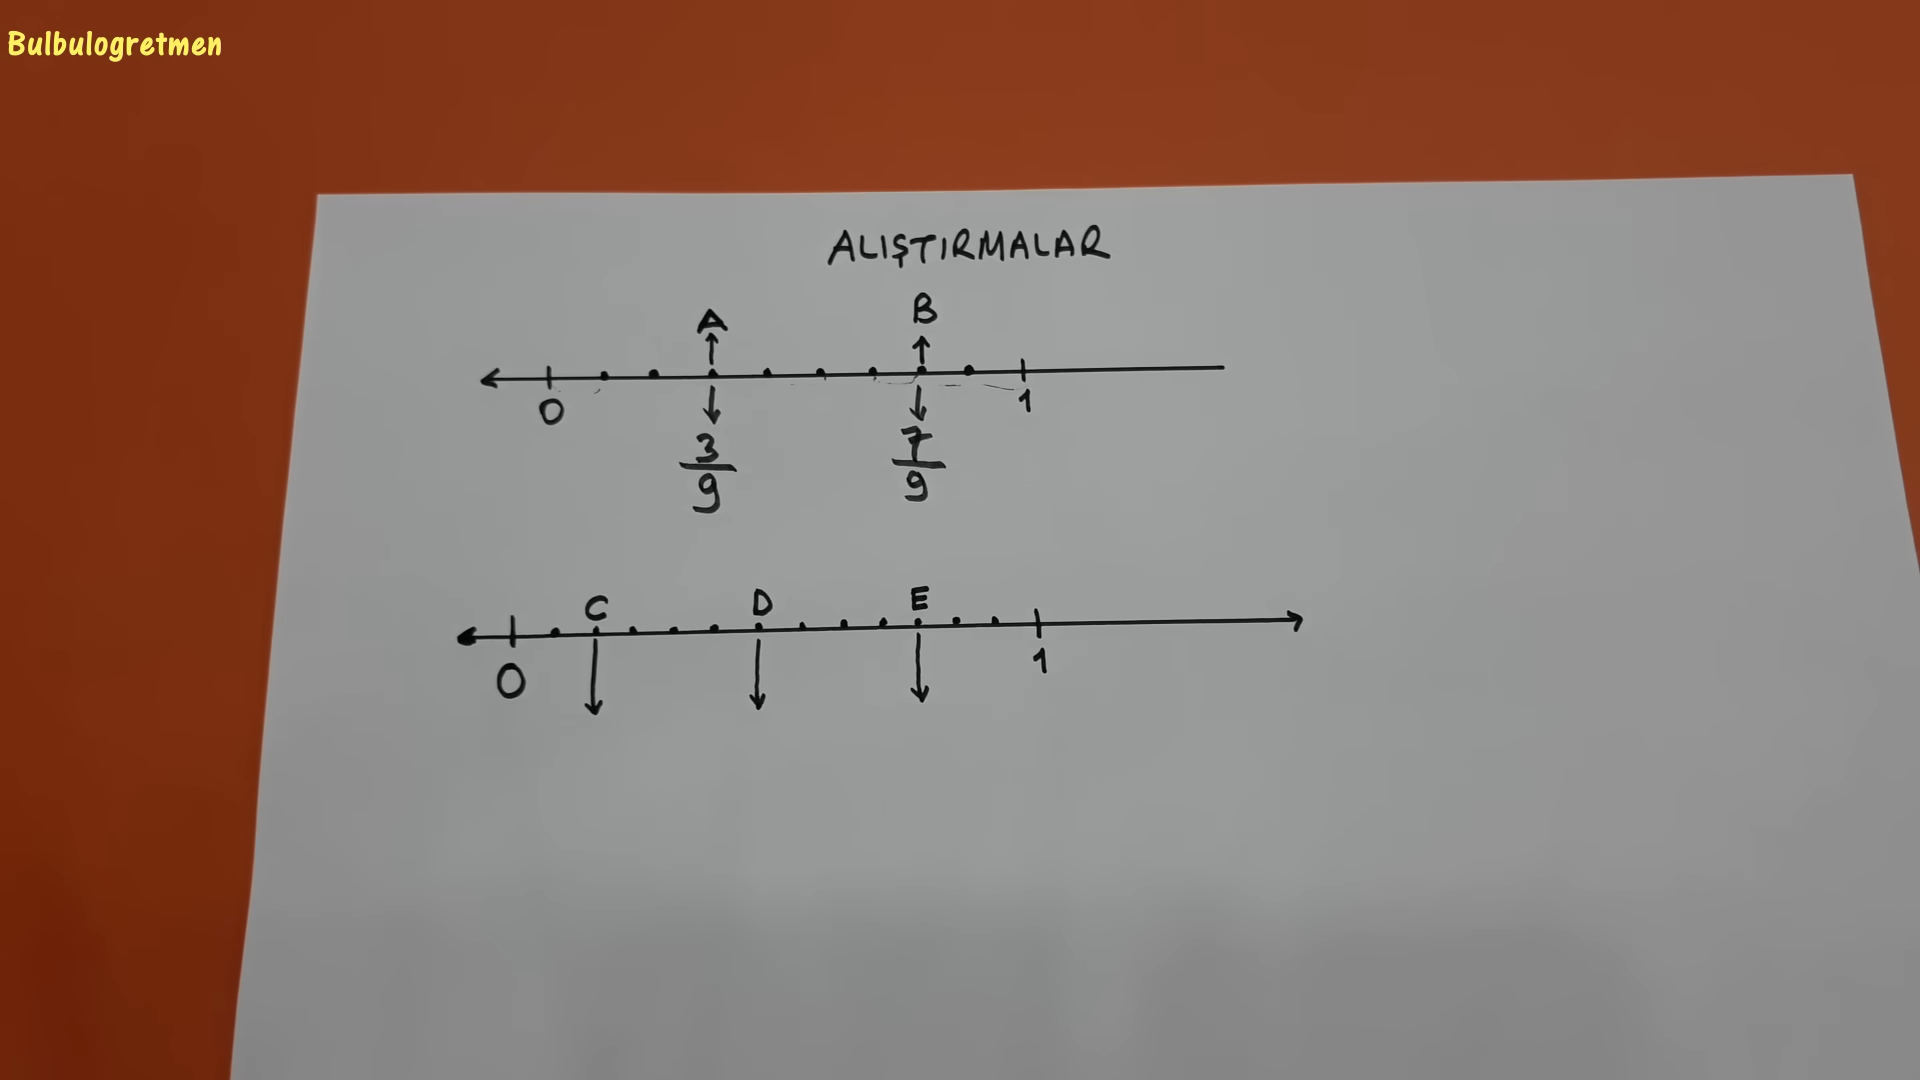 Bulbulogretmen
ALIŞTIRMALAR
A B
0 1
3/9 7/9
C D E
0 1